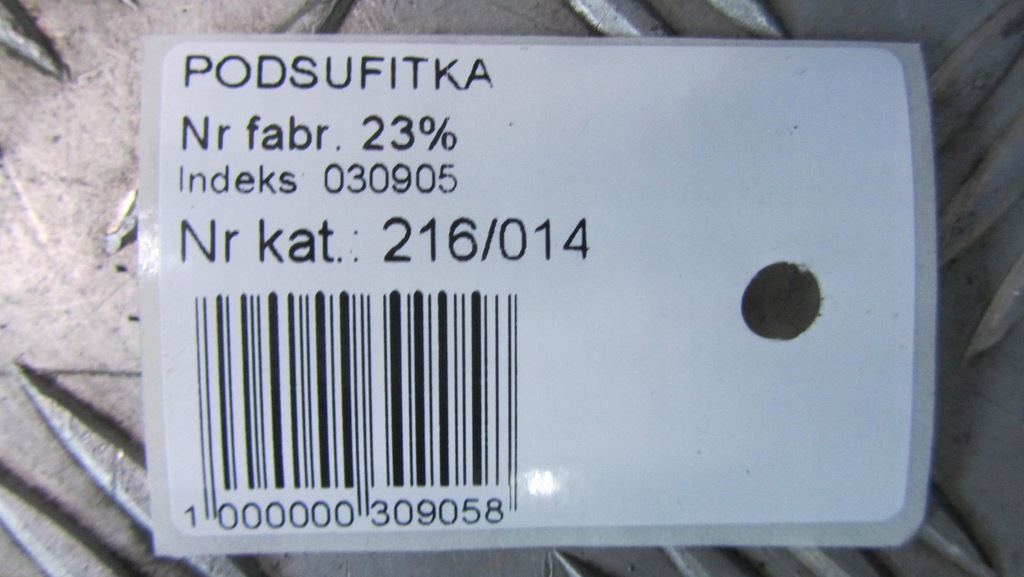 PODSUFITKA
Nr fabr. 23%
Indeks 030905
Nr kat.: 216/014
1 000000 309058